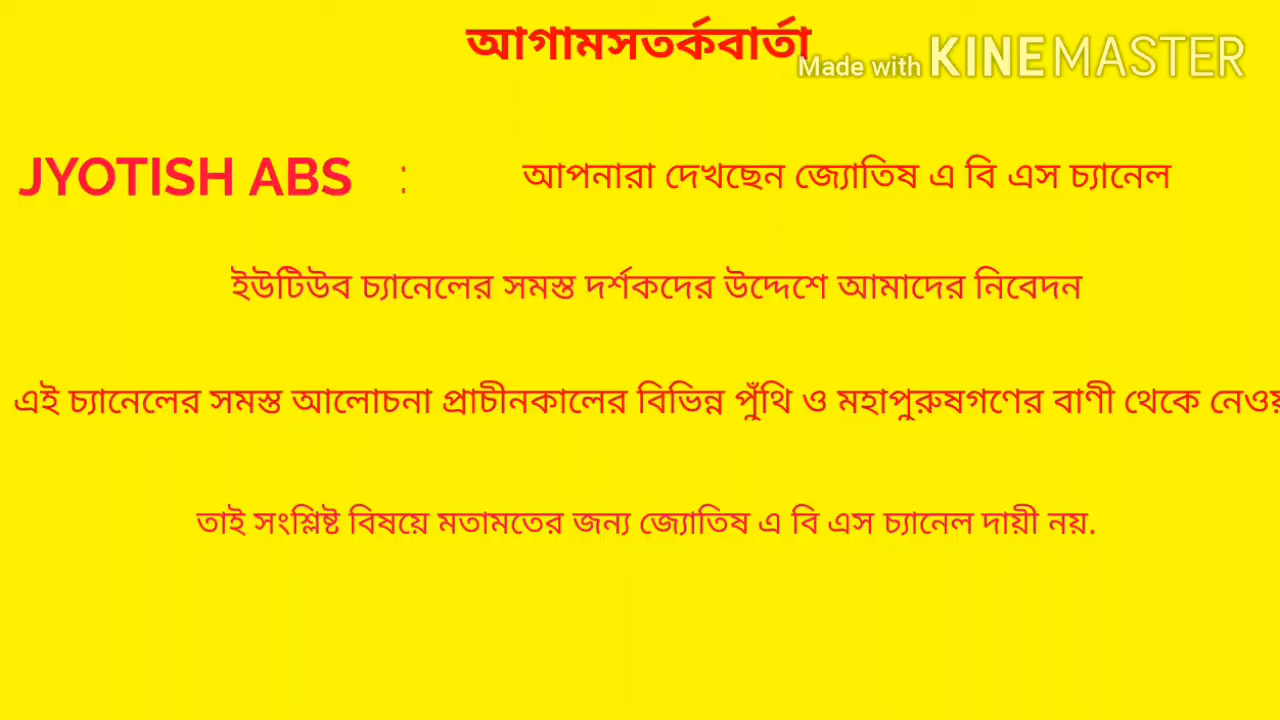 আগামসতর্কবার্তা
Made with KINEMASTER
JYOTISH ABS : আপনারা দেখছেন জ্যোতিষ এ বি এস চ্যানেল
ইউটিউব চ্যানেলের সমস্ত দর্শকদের উদ্দেশে আমাদের নিবেদন
এই চ্যানেলের সমস্ত আলোচনা প্রাচীনকালের বিভিন্ন পুঁথি ও মহাপুরুষগণের বাণী থেকে
তাই সংশ্লিষ্ট বিষয়ে মতামতের জন্য জ্যোতিষ এ বি এস চ্যানেল দায়ী নয়.